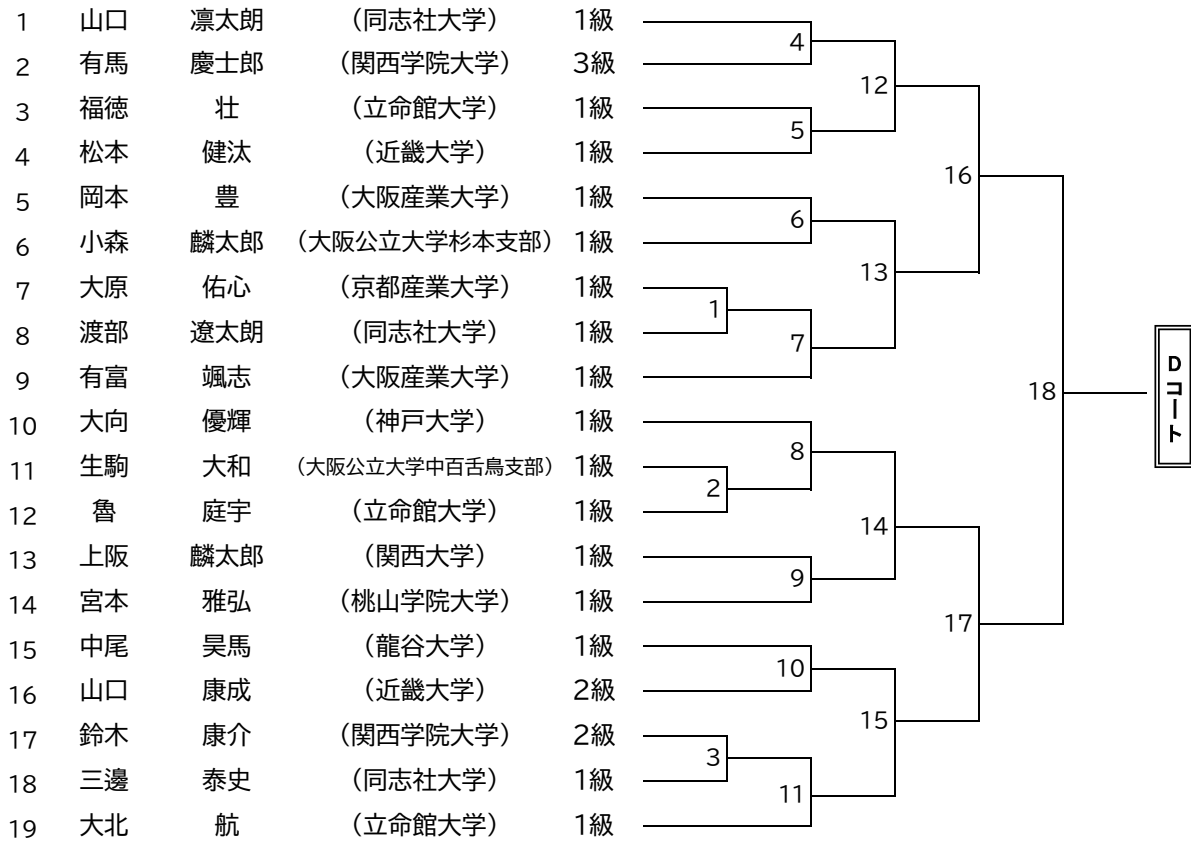 1 山口 凛太朗 （同志社大学） 1級
2 有馬 慶士郎 （関西学院大学） 3級
3 福徳 壮 （立命館大学） 1級
4 松本 健汰 （近畿大学） 1級
5 岡本 豊 （大阪産業大学） 1級
6 小森 麟太郎 （大阪公立大学杉本支部） 1級
7 大原 佑心 （京都産業大学） 1級
8 渡部 遼太朗 （同志社大学） 1級
9 有富 颯志 （大阪産業大学） 1級
10 大向 優輝 （神戸大学） 1級
11 生駒 大和 （大阪公立大学中百舌鳥支部） 1級
12 魯 庭宇 （立命館大学） 1級
13 上阪 麟太郎 （関西大学） 1級
14 宮本 雅弘 （桃山学院大学） 1級
15 中尾 昊馬 （龍谷大学） 1級
16 山口 康成 （近畿大学） 2級
17 鈴木 康介 （関西学院大学） 2級
18 三邊 泰史 （同志社大学） 1級
19 大北 航 （立命館大学） 1級
1
2
3
4
5
6
7
8
9
10
11
12
13
14
15
16
17
18
Dコート